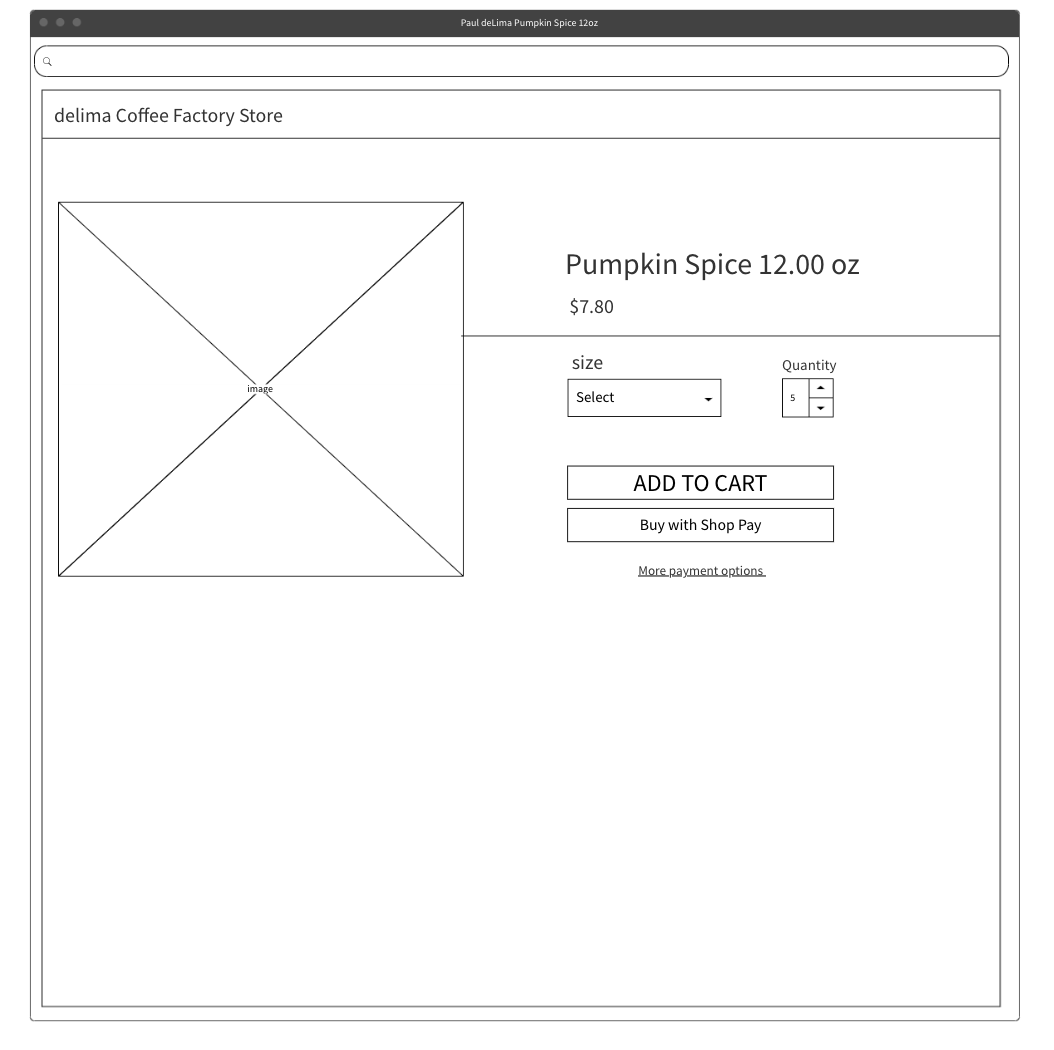 Paul deLima Pumpkin Spice 12oz
delima Coffee Factory Store
image
Pumpkin Spice 12.00 oz
$7.80
size
Quantity
Select
5
ADD TO CART
Buy with Shop Pay
More payment options